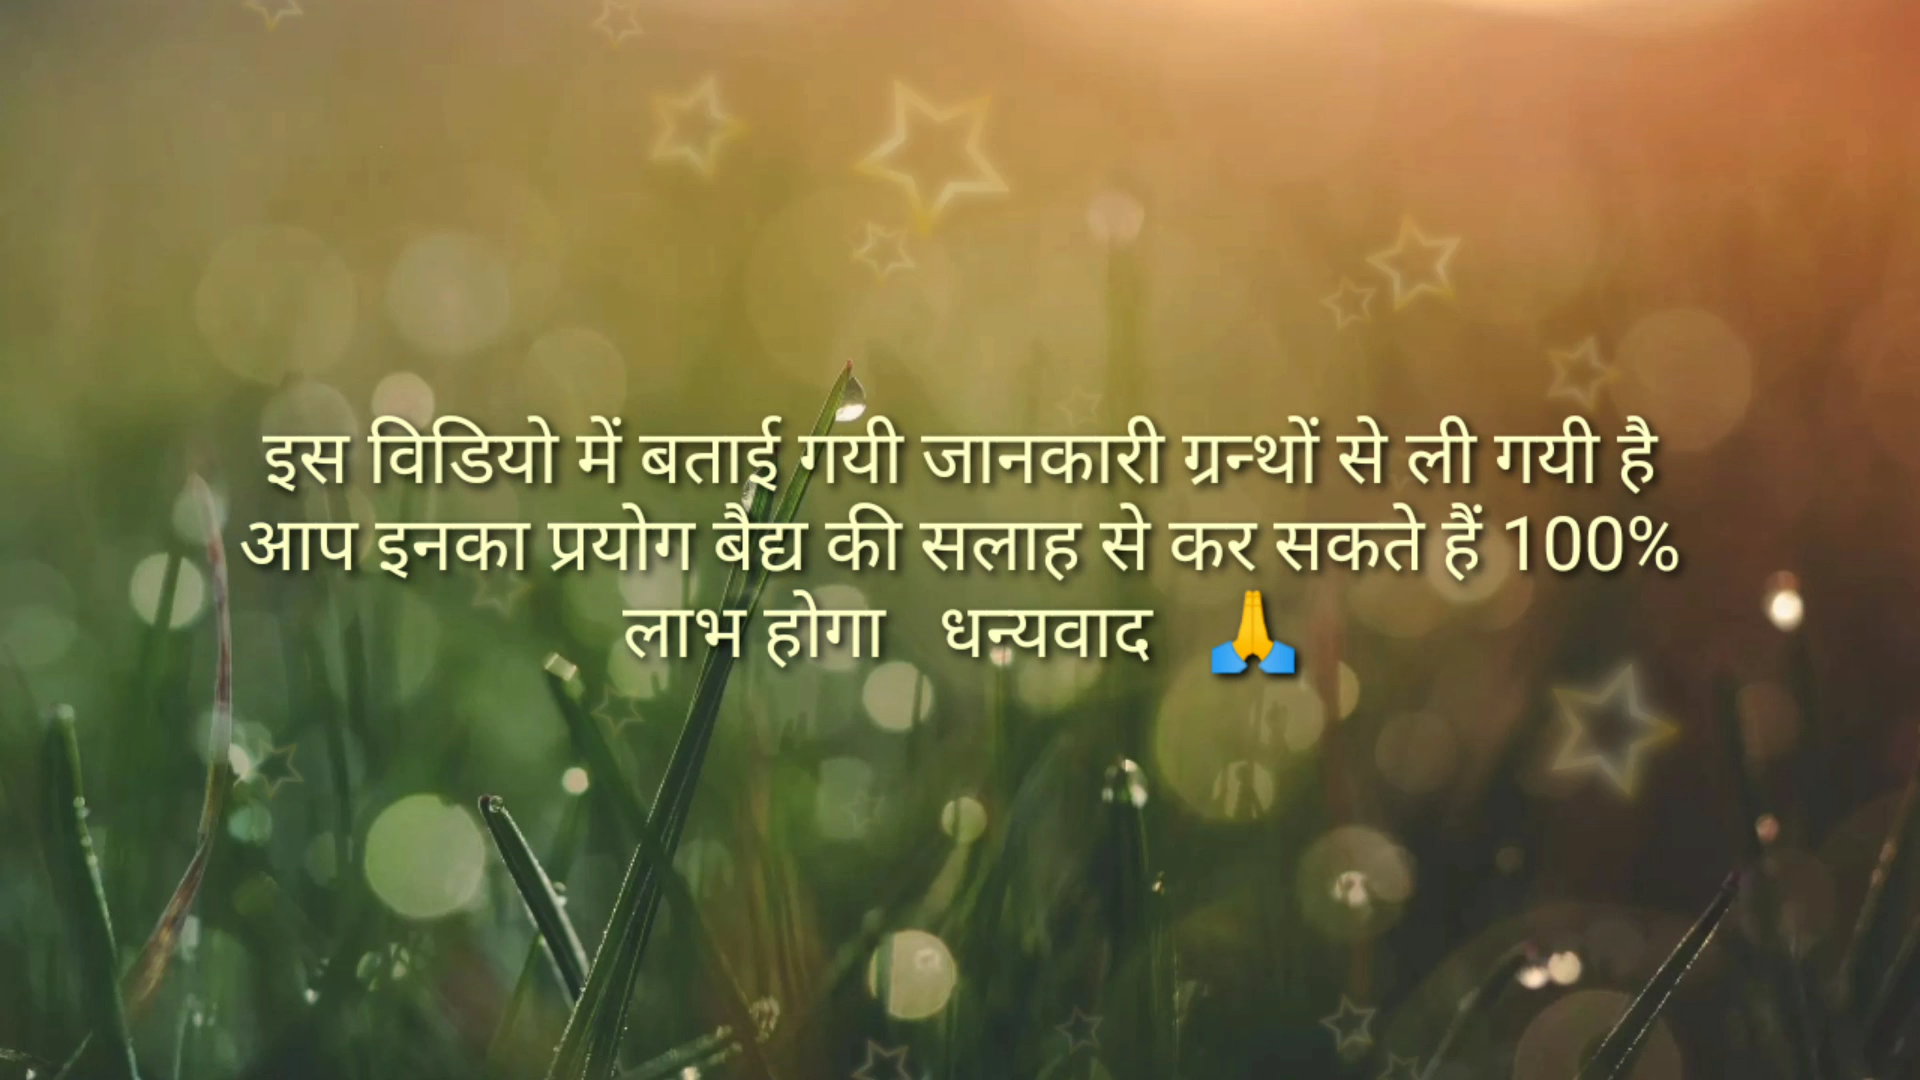 इस विडियो में बताई गयी जानकारी ग्रन्थों से ली गयी है
आप इनका प्रयोग बैद्य की सलाह से कर सकते हैं 100%
लाभ होगा धन्यवाद 🙏